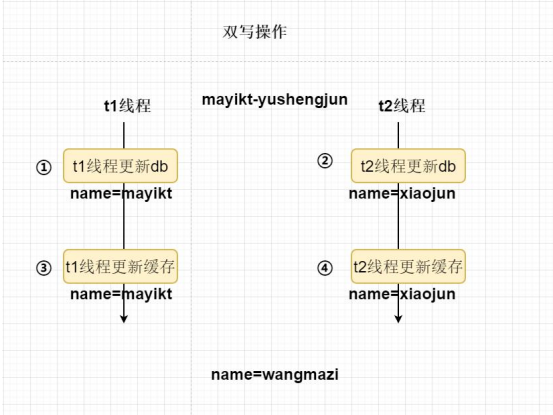 双写操作
mayikt-yushengjun
t1线程
t2线程
① t1线程更新db
name=mayikt
② t2线程更新db
name=xiaojun
③ t1线程更新缓存
name=mayikt
④ t2线程更新缓存
name=xiaojun
name=wangmazi